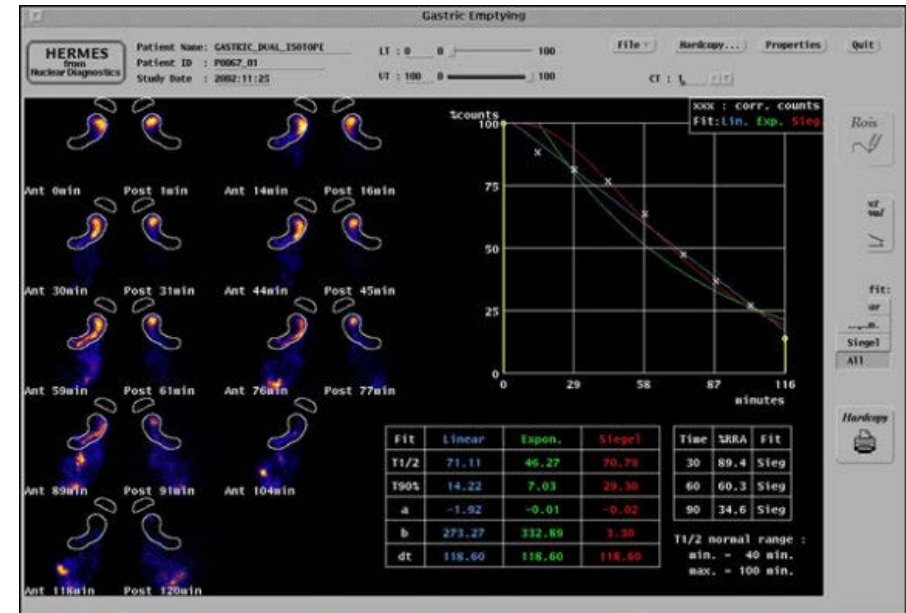 Gastric Emptying
HERMES
from
Nuclear Diagnostics
Patient Name: GASTRIC_DUAL_ISOTOPE
Patient ID : P0067_01
Study Date : 2002:11:25
LT : 0 0 100
UT : 100 0 100
File
Hardcopy...)
Properties
Quit
CT :
Ant 0min Post 1min Ant 14min Post 16min
Ant 30min Post 31min Ant 44min Post 45min
Ant 59min Post 61min Ant 76min Post 77min
Ant 89min Post 91min Ant 104min
Ant 118min Post 120min
%counts
xxx : corr. counts
Fit:Lin. Exp. Sieg.
100
75
50
25
0
0 29 58 87 116
minutes
Fit Linear Expon. Siegel
T1/2 71.11 46.27 70.79
T90% 14.22 7.03 29.30
a -1.92 -0.01 -0.02
b 273.27 332.89 3.30
dt 118.60 118.60 118.60
Time %RRA Fit
30 89.4 Sieg
60 60.3 Sieg
90 34.6 Sieg
T1/2 normal range :
min. = 40 min.
max. = 100 min.
Rois
fit:
Siegel
All
Hardcopy